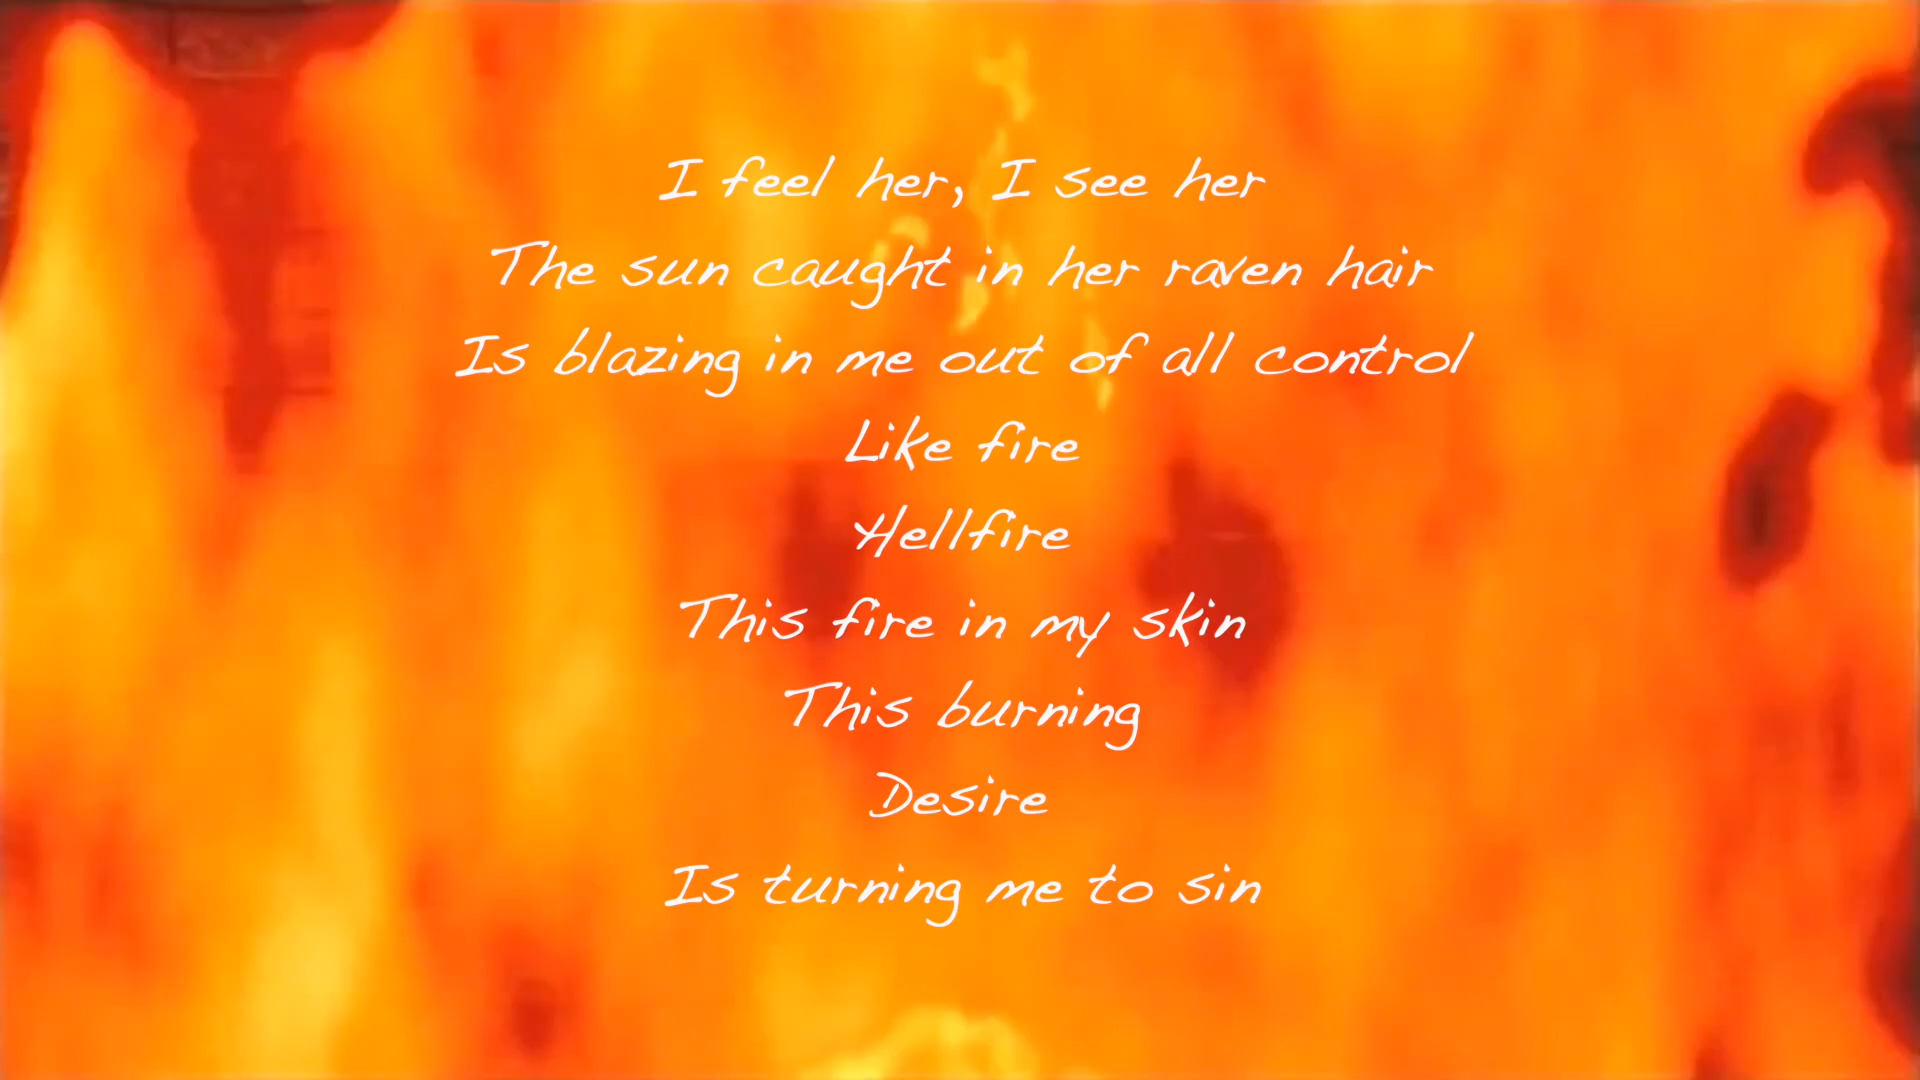 I feel her, I see her
The sun caught in her raven hair
Is blazing in me out of all control
Like fire
Hellfire
This fire in my skin
This burning
Desire
Is turning me to sin